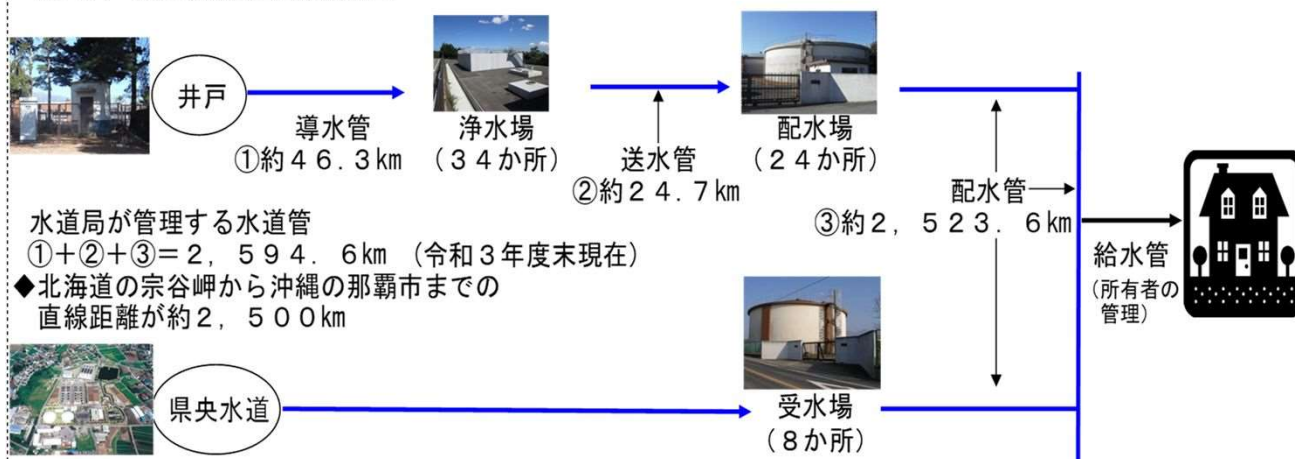 井戸
導水管
①約46.3㎞
浄水場
(34か所)
送水管
②約24.7㎞
配水場
(24か所)
配水管
③約2,523.6㎞
給水管
(所有者の
管理)
水道局が管理する水道管
①+②+③=2,594.6㎞ (令和3年度末現在)
◆北海道の宗谷岬から沖縄の那覇市までの
直線距離が約2,500㎞
県央水道
受水場
(8か所)